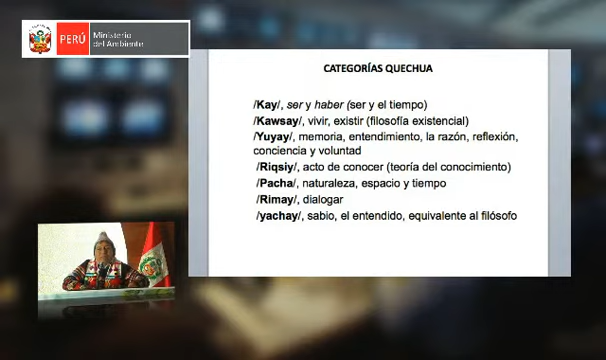 PERÚ
Ministerio
del Ambiente
CATEGORÍAS QUECHUA
/Kay/, ser y haber (ser y el tiempo)
/Kawsay/, vivir, existir (filosofía existencial)
/Yuyay/, memoria, entendimiento, la razón, reflexión,
conciencia y voluntad
/Riqsiy/, acto de conocer (teoría del conocimiento)
/Pacha/, naturaleza, espacio y tiempo
/Rimay/, dialogar
/yachay/, sabio, el entendido, equivalente al filósofo